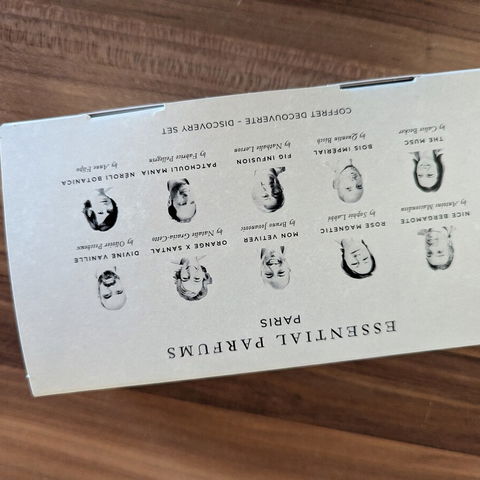 ESSENTIAL PARFUMS
PARIS
NICE BERGAMOTE
by Antoine Maisondieu
ROSE MAGNETIC
by Sophie Labbé
MON VETIVER
by Bruno Jovanovic
ORANGE X SANTAL
by Natalie Gracia-Cetto
DIVINE VANILLE
by Olivier Pescheux
THE MUSC
by Calice Becker
BOIS IMPERIAL
by Quentin Bisch
FIG INFUSION
by Nathalie Lorson
PATCHOULI MANIA
by Fabrice Pellegrin
NÉROLI BOTANICA
by Anne Flipo
COFFRET DECOUVERTE - DISCOVERY SET